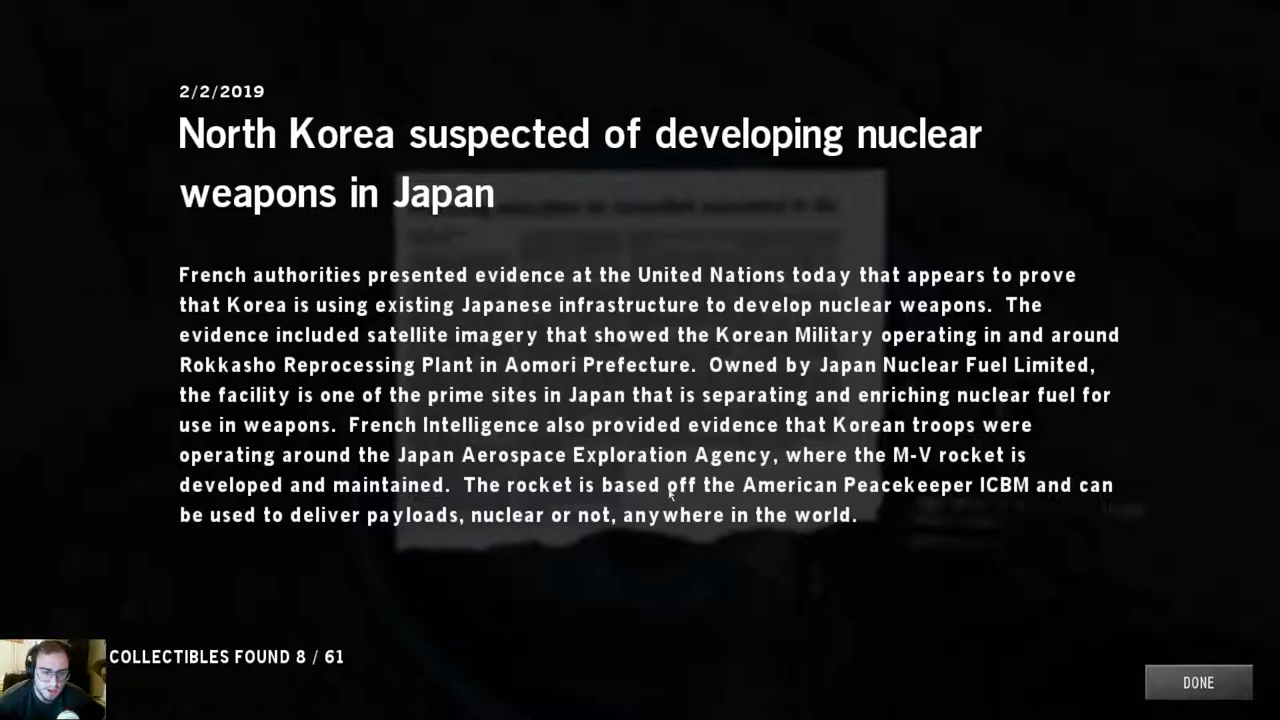 2/2/2019
North Korea suspected of developing nuclear
weapons in Japan
French authorities presented evidence at the United Nations today that appears to prove
that Korea is using existing Japanese infrastructure to develop nuclear weapons.  The
evidence included satellite imagery that showed the Korean Military operating in and around
Rokkasho Reprocessing Plant in Aomori Prefecture.  Owned by Japan Nuclear Fuel Limited,
the facility is one of the prime sites in Japan that is separating and enriching nuclear fuel for
use in weapons.  French Intelligence also provided evidence that Korean troops were
operating around the Japan Aerospace Exploration Agency, where the M-V rocket is
developed and maintained.  The rocket is based off the American Peacekeeper ICBM and can
be used to deliver payloads, nuclear or not, anywhere in the world.
COLLECTIBLES FOUND 8 / 61
DONE